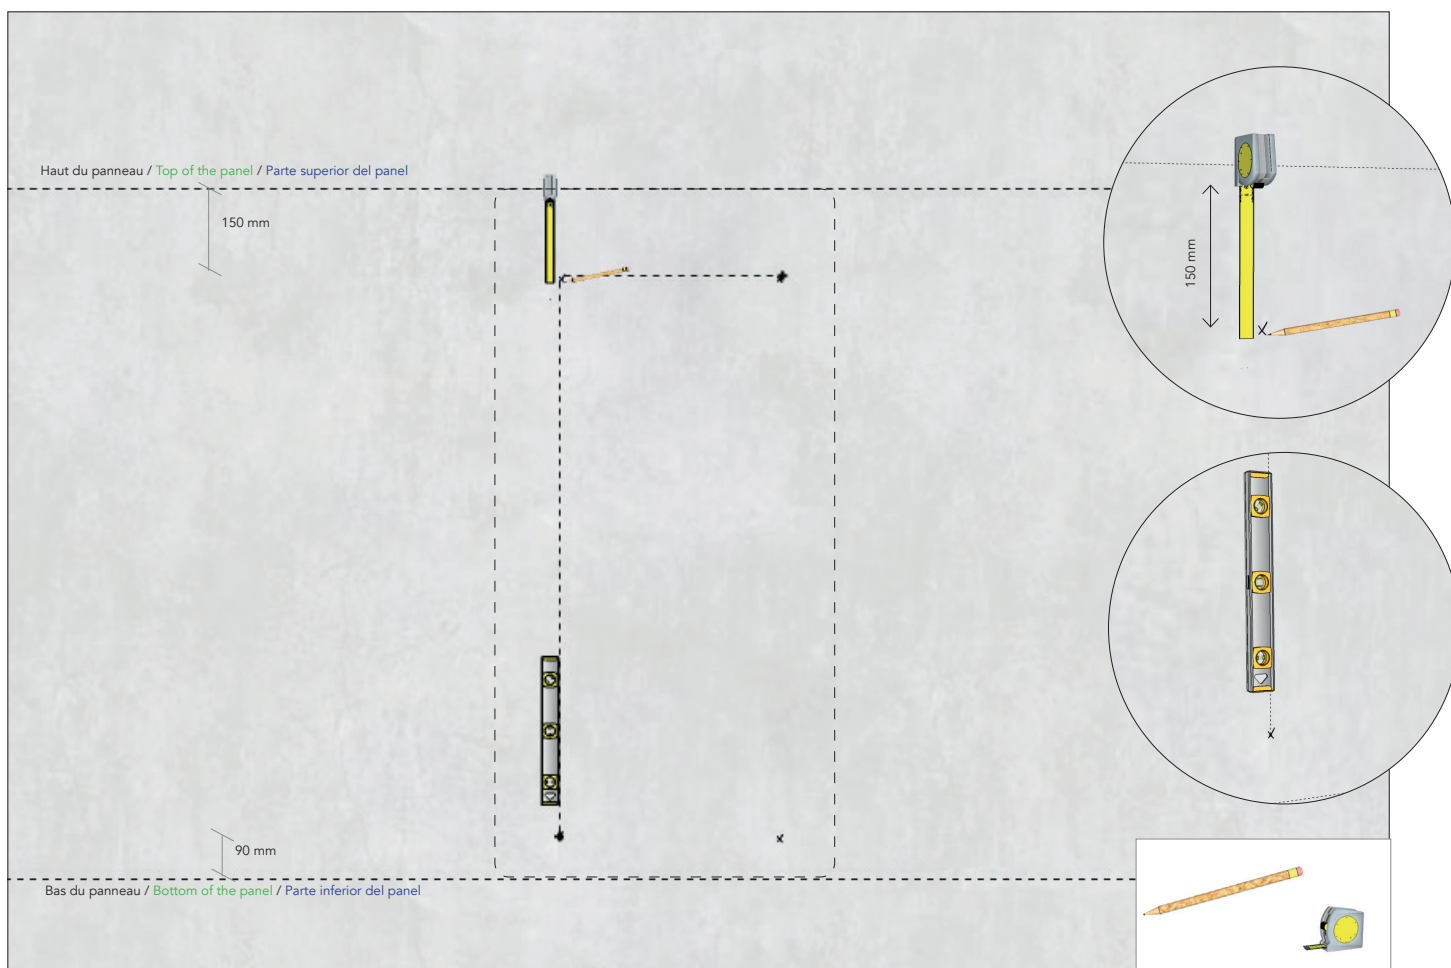 Haut du panneau / Top of the panel / Parte superior del panel
150 mm
150 mm
90 mm
Bas du panneau / Bottom of the panel / Parte inferior del panel